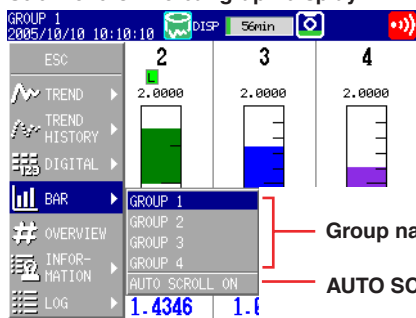 GROUP 1
2005/10/10 10:10:10 DISP 56min
ESC
2 3 4
L
2.0000 2.0000 2.0000
TREND
TREND HISTORY
DIGITAL
BAR
GROUP 1
GROUP 2
GROUP 3
GROUP 4
AUTO SCROLL ON
OVERVIEW
INFOR-
MATION
LOG
1.4346
Group
AUTO